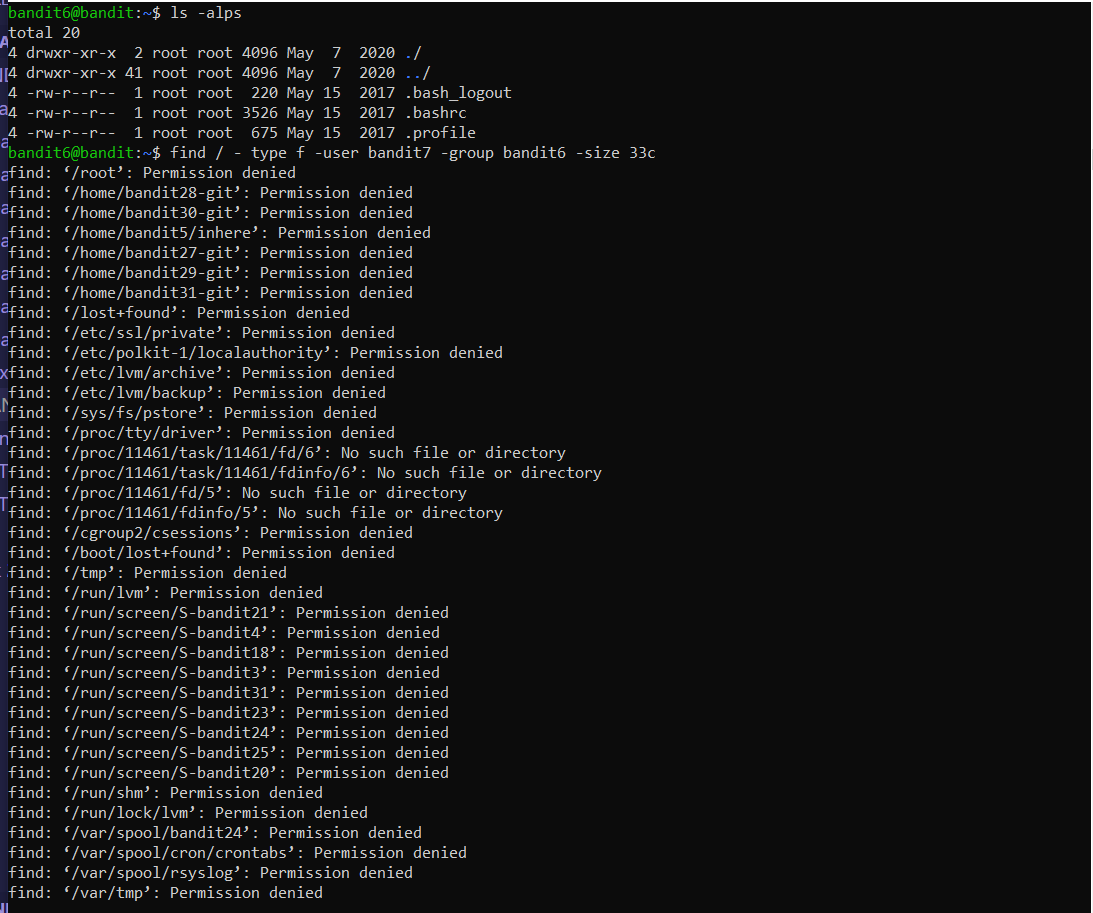 bandit6@bandit:~$ ls -alps
total 20
4 drwxr-xr-x  2 root root 4096 May  7  2020 ./
4 drwxr-xr-x 41 root root 4096 May  7  2020 ../
4 -rw-r--r--  1 root root  220 May 15  2017 .bash_logout
4 -rw-r--r--  1 root root 3526 May 15  2017 .bashrc
4 -rw-r--r--  1 root root  675 May 15  2017 .profile
bandit6@bandit:~$ find / - type f -user bandit7 -group bandit6 -size 33c
find: ‘/root’: Permission denied
find: ‘/home/bandit28-git’: Permission denied
find: ‘/home/bandit30-git’: Permission denied
find: ‘/home/bandit5/inhere’: Permission denied
find: ‘/home/bandit27-git’: Permission denied
find: ‘/home/bandit29-git’: Permission denied
find: ‘/home/bandit31-git’: Permission denied
find: ‘/lost+found’: Permission denied
find: ‘/etc/ssl/private’: Permission denied
find: ‘/etc/polkit-1/localauthority’: Permission denied
find: ‘/etc/lvm/archive’: Permission denied
find: ‘/etc/lvm/backup’: Permission denied
find: ‘/sys/fs/pstore’: Permission denied
find: ‘/proc/tty/driver’: Permission denied
find: ‘/proc/11461/task/11461/fd/6’: No such file or directory
find: ‘/proc/11461/task/11461/fdinfo/6’: No such file or directory
find: ‘/proc/11461/fd/5’: No such file or directory
find: ‘/proc/11461/fdinfo/5’: No such file or directory
find: ‘/cgroup2/csessions’: Permission denied
find: ‘/boot/lost+found’: Permission denied
find: ‘/tmp’: Permission denied
find: ‘/run/lvm’: Permission denied
find: ‘/run/screen/S-bandit21’: Permission denied
find: ‘/run/screen/S-bandit4’: Permission denied
find: ‘/run/screen/S-bandit18’: Permission denied
find: ‘/run/screen/S-bandit3’: Permission denied
find: ‘/run/screen/S-bandit31’: Permission denied
find: ‘/run/screen/S-bandit23’: Permission denied
find: ‘/run/screen/S-bandit24’: Permission denied
find: ‘/run/screen/S-bandit25’: Permission denied
find: ‘/run/screen/S-bandit20’: Permission denied
find: ‘/run/shm’: Permission denied
find: ‘/run/lock/lvm’: Permission denied
find: ‘/var/spool/bandit24’: Permission denied
find: ‘/var/spool/cron/crontabs’: Permission denied
find: ‘/var/spool/rsyslog’: Permission denied
find: ‘/var/tmp’: Permission denied